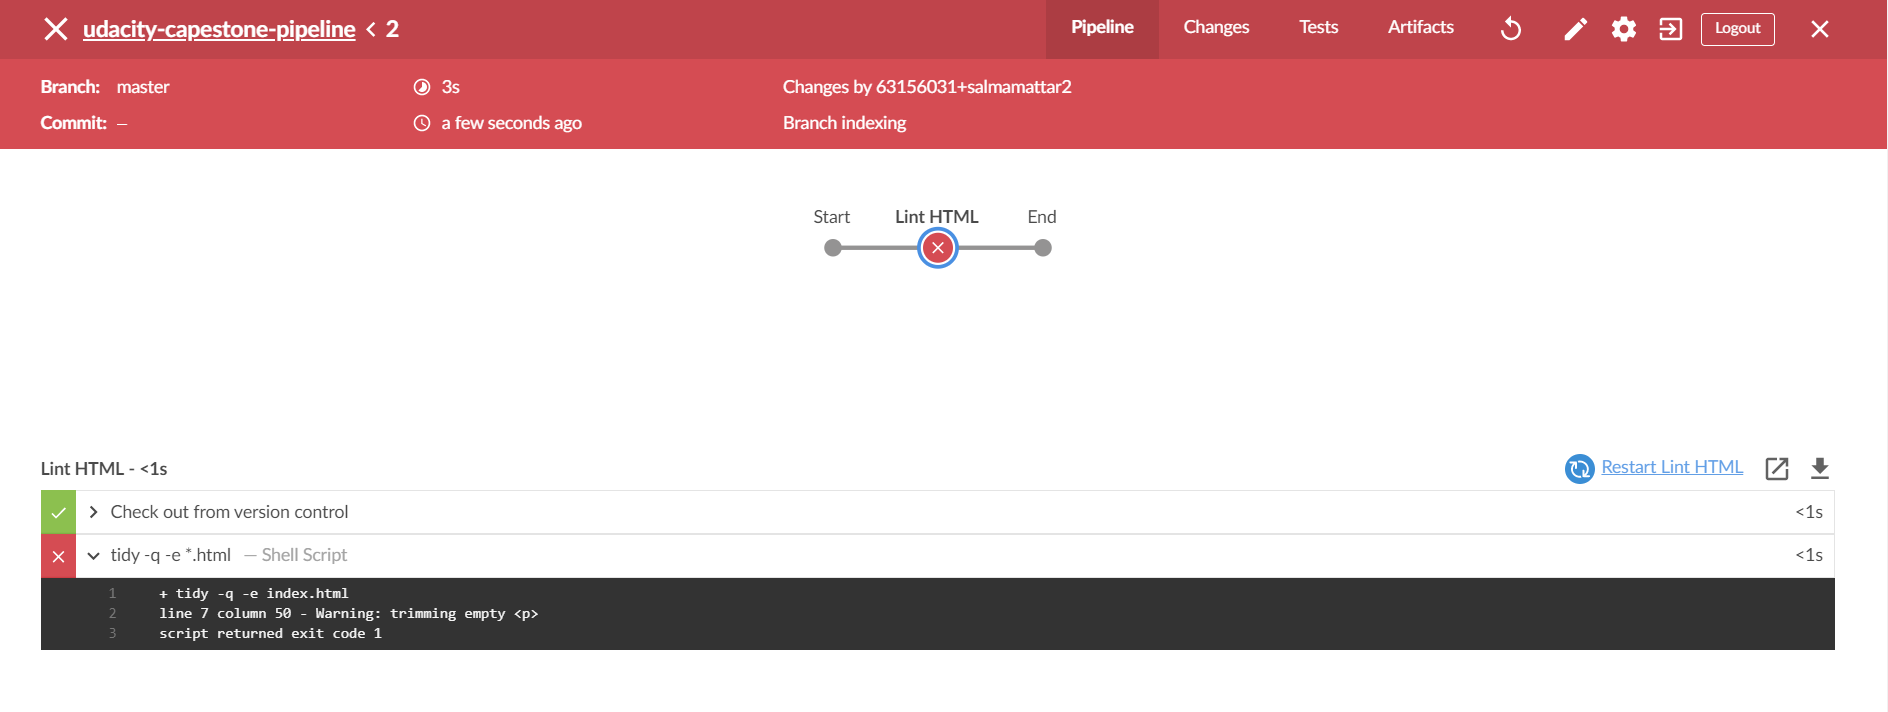 udacity-capestone-pipeline < 2
Pipeline Changes Tests Artifacts Logout
Branch: master 3s Changes by 63156031+salmamattar2
Commit: – a few seconds ago Branch indexing
Start Lint HTML End
Lint HTML - <1s Restart Lint HTML
Check out from version control <1s
tidy -q -e *.html — Shell Script <1s
1 + tidy -q -e index.html
2 line 7 column 50 - Warning: trimming empty <p>
3 script returned exit code 1